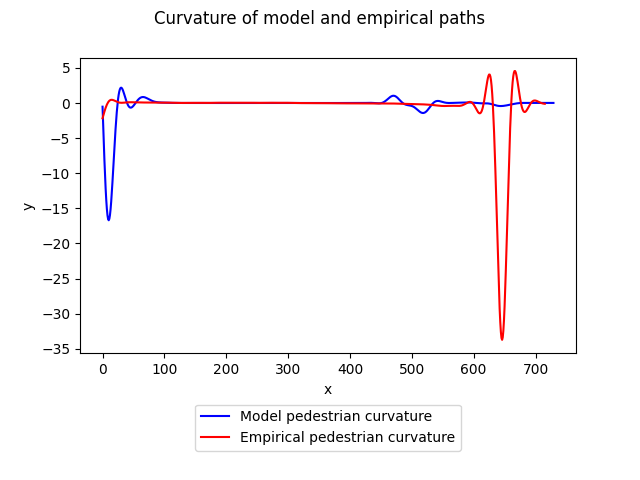 Curvature of model and empirical paths
5
0
−5
−10
−15
−20
−25
−30
−35
y
0 100 200 300 400 500 600 700
x
Model pedestrian curvature
Empirical pedestrian curvature